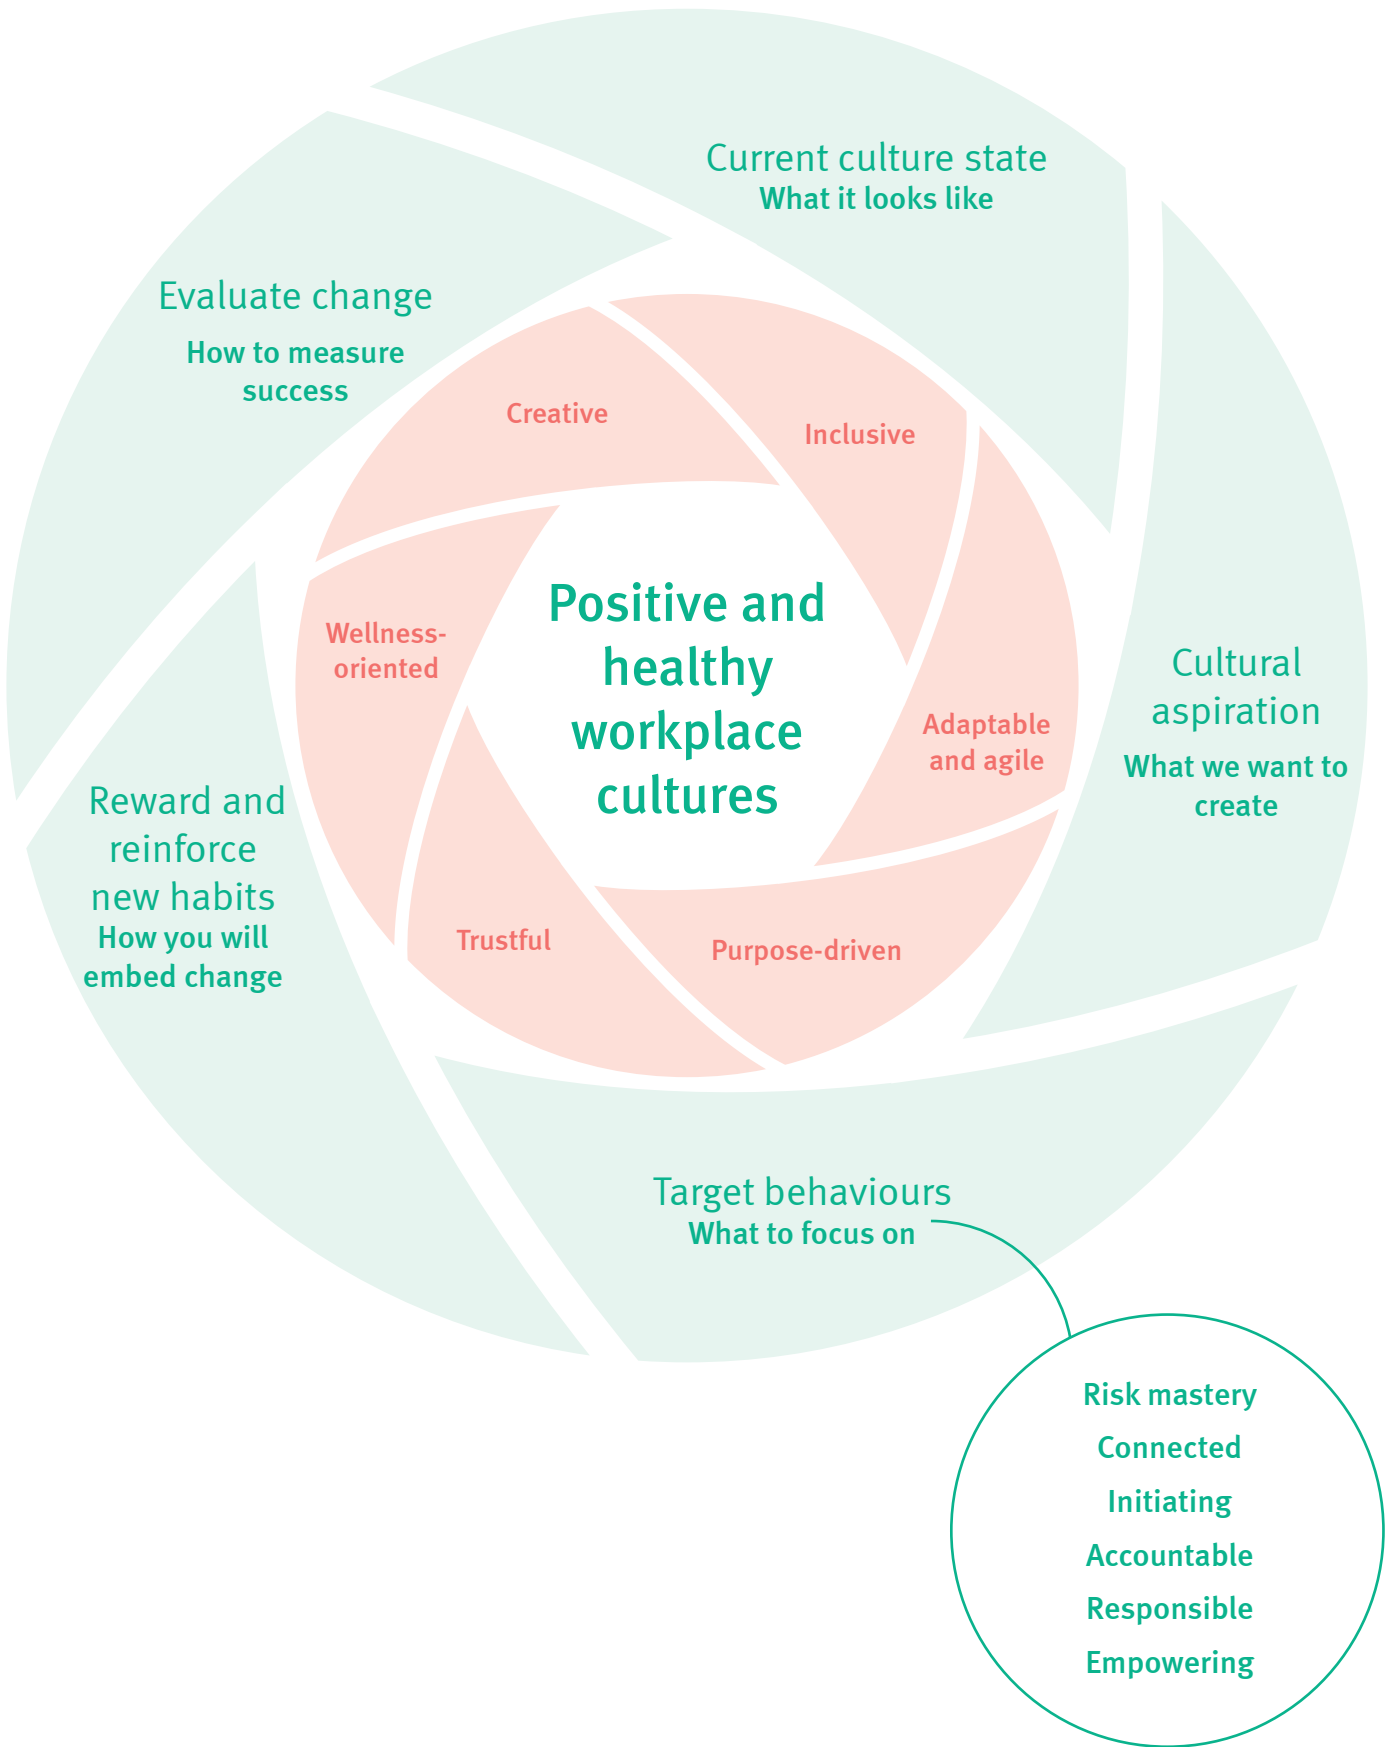 Current culture state
What it looks like
Evaluate change
How to measure
success
Creative
Inclusive
Positive and
healthy
workplace
cultures
Wellness-
oriented
Adaptable
and agile
Cultural
aspiration
What we want to
create
Reward and
reinforce
new habits
How you will
embed change
Trustful
Purpose-driven
Target behaviours
What to focus on
Risk mastery
Connected
Initiating
Accountable
Responsible
Empowering